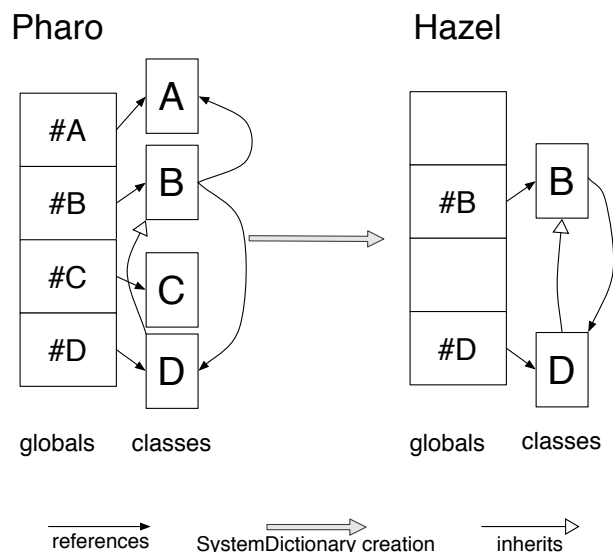 Pharo
Hazel
#A
#B
#C
#D
A
B
C
D
globals
classes
#B
#D
B
D
globals
classes
references
SystemDictionary creation
inherits